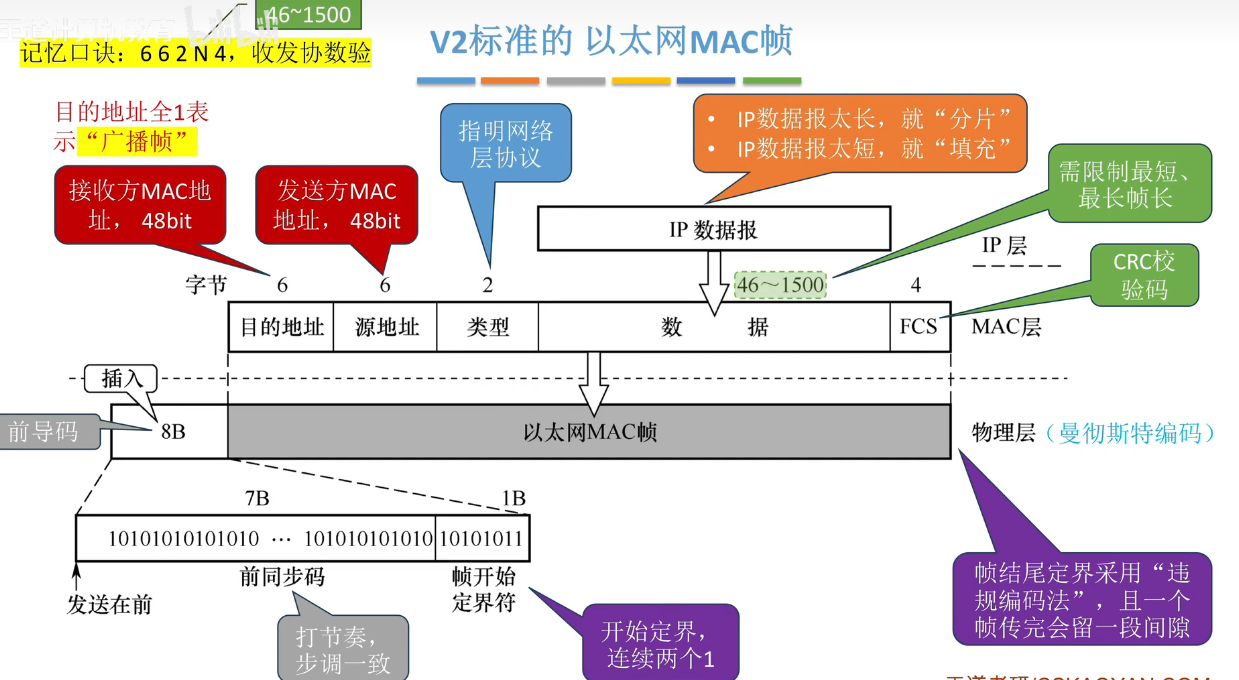 46~1500
bilibili
记忆口诀：6 6 2 N 4，收发协数验
V2标准的 以太网MAC帧
目的地址全1表
示“广播帧”
接收方MAC地
址， 48bit
发送方MAC
地址，48bit
指明网络
层协议
• IP数据报太长，就“分片”
• IP数据报太短，就“填充”
需限制最短、
最长帧长
IP 数据报
IP 层
CRC校
验码
字节
6
6
2
46～1500
4
目的地址
源地址
类型
数 据
FCS
MAC层
插入
前导码
8B
以太网MAC帧
物理层（曼彻斯特编码）
7B
1B
10101010101010 … 101010101010
10101011
前同步码
帧开始
定界符
发送在前
打节奏，
步调一致
开始定界，
连续两个1
帧结尾定界采用“违
规编码法”，且一个
帧传完会留一段间隙